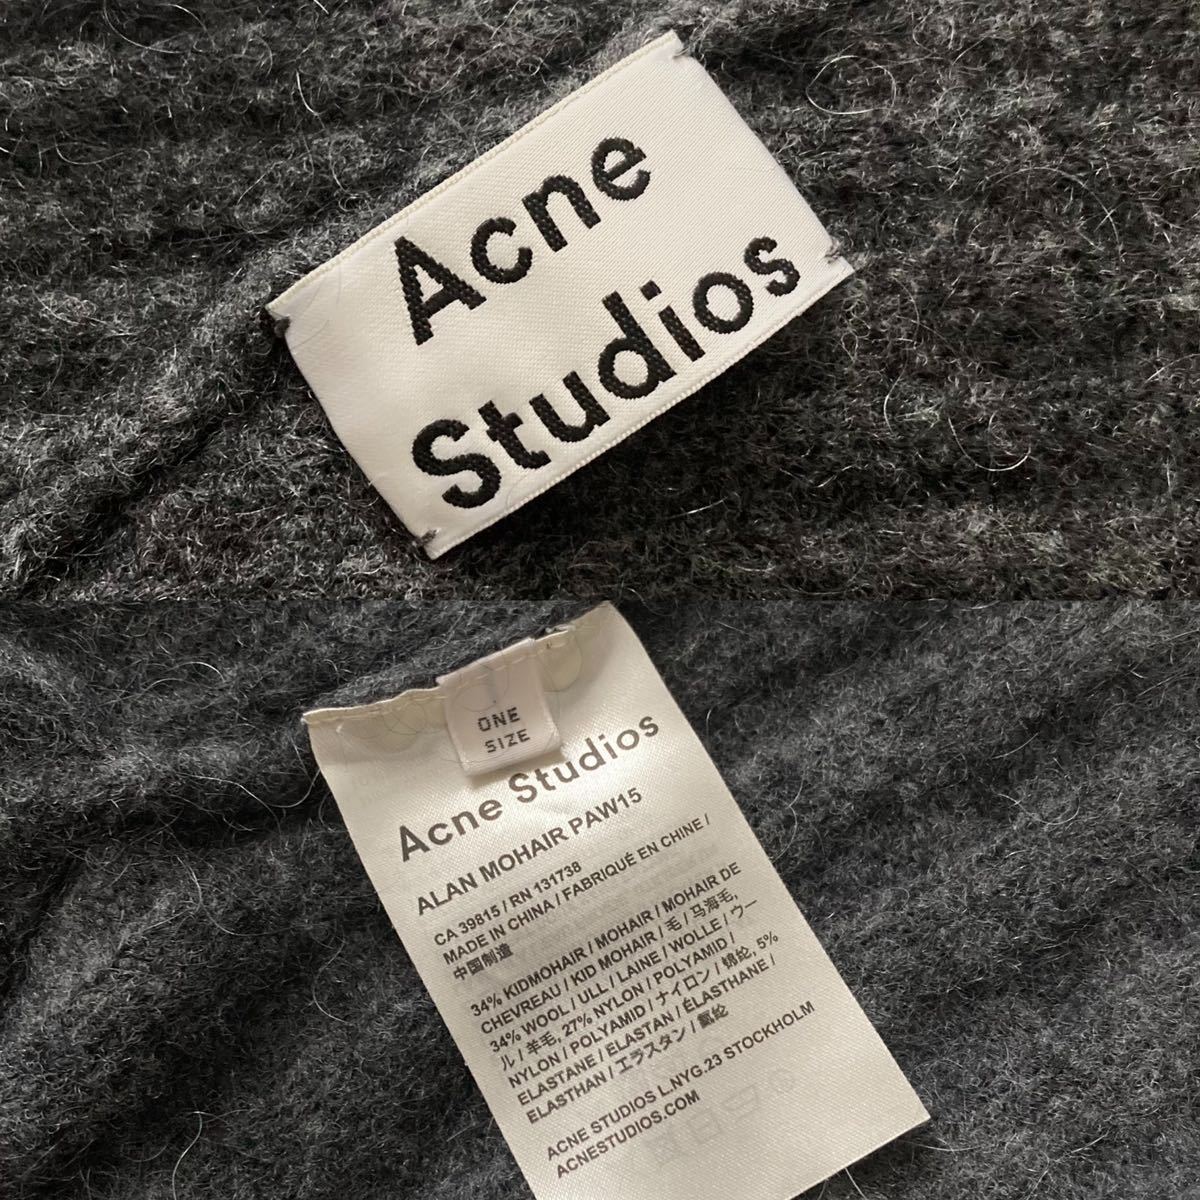 Acne
Studios
ONE
SIZE
Acne Studios
ALAN MOHAIR PAW15
CA 39815 / RN 131738
MADE IN CHINA / FABRIQUÉ EN CHINE /
中国制造
34% KIDMOHAIR / MOHAIR / MOHAIR DE
CHEVREAU / KID MOHAIR / 毛 / 马海毛,
34% WOOL / ULL / LAINE / WOLLE / ウー
ル / 羊毛, 27% NYLON / POLYAMID /
NYLON / POLYAMID / ナイロン / 锦纶, 5%
ELASTANE / ELASTAN / ÉLASTHANE /
ELASTHAN / エラスタン / 氨纶
ACNE STUDIOS L.NYG.23 STOCKHOLM
ACNESTUDIOS.COM